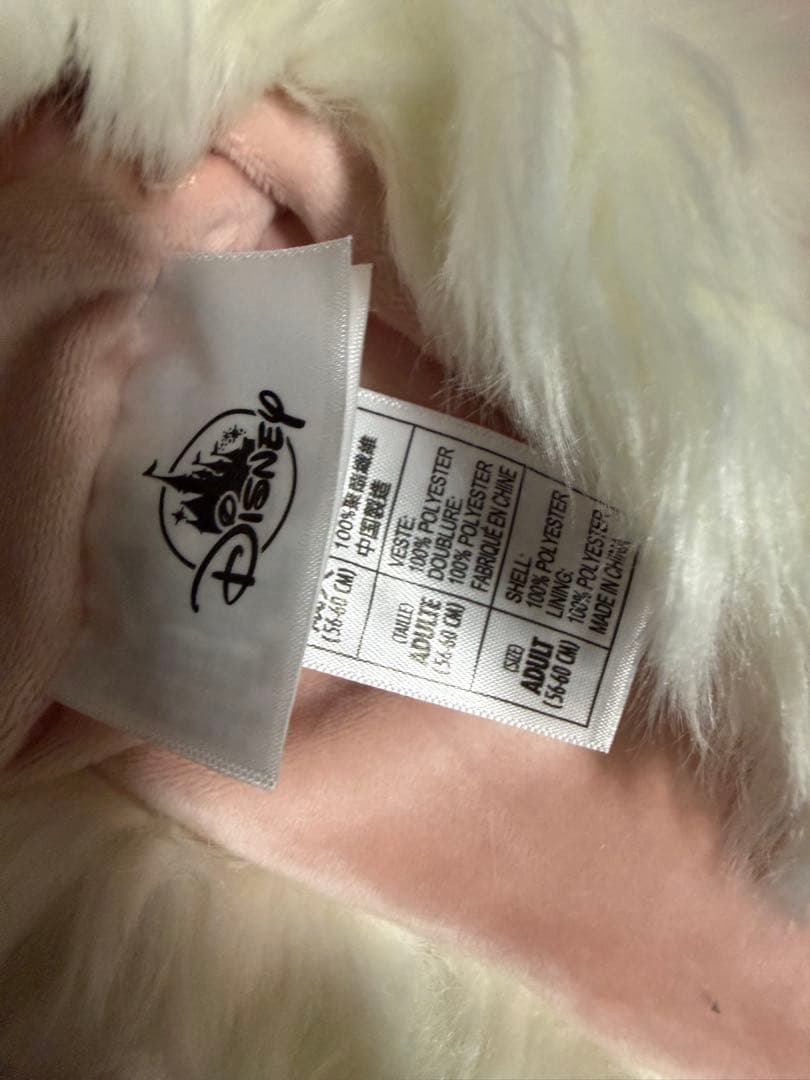 DISNEY
100%聚酯纖維
中国製造
(56-60 CM)
VESTE:
100% POLYESTER
DOUBLURE:
100% POLYESTER
FABRIQUÉ EN CHINE
(TAILLE)
ADULTE
(56-60 CM)
SHELL:
100% POLYESTER
LINING:
100% POLYESTER
MADE IN CHINA
(SIZE)
ADULT
(56-60 CM)